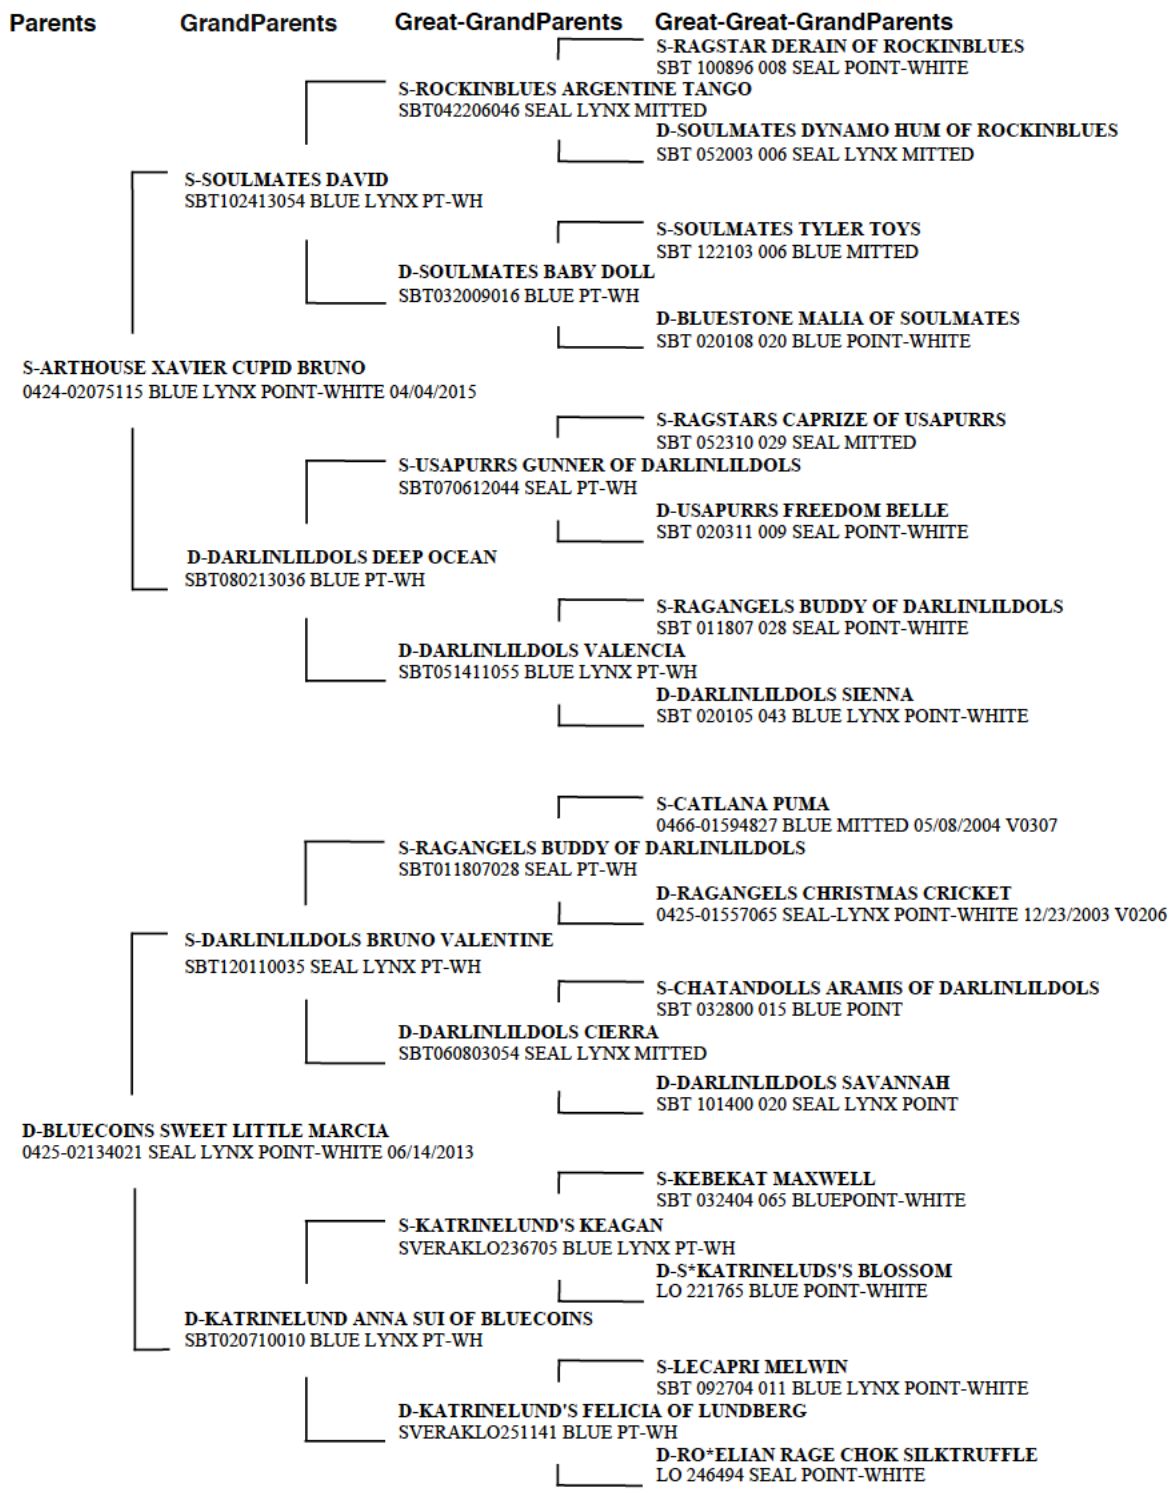 Parents GrandParents Great-GrandParents Great-Great-GrandParents
S-RAGSTAR DERAIN OF ROCKINBLUES
SBT 100896 008 SEAL POINT-WHITE
S-ROCKINBLUES ARGENTINE TANGO
SBT042206046 SEAL LYNX MITTED
D-SOULMATES DYNAMO HUM OF ROCKINBLUES
SBT 052003 006 SEAL LYNX MITTED
S-SOULMATES DAVID
SBT102413054 BLUE LYNX PT-WH
S-SOULMATES TYLER TOYS
SBT 122103 006 BLUE MITTED
D-SOULMATES BABY DOLL
SBT032009016 BLUE PT-WH
D-BLUESTONE MALIA OF SOULMATES
SBT 020108 020 BLUE POINT-WHITE
S-ARTHOUSE XAVIER CUPID BRUNO
0424-02075115 BLUE LYNX POINT-WHITE 04/04/2015
S-RAGSTARS CAPRIZE OF USAPURRS
SBT 052310 029 SEAL MITTED
S-USAPURRS GUNNER OF DARLINLILDOLS
SBT070612044 SEAL PT-WH
D-USAPURRS FREEDOM BELLE
SBT 020311 009 SEAL POINT-WHITE
D-DARLINLILDOLS DEEP OCEAN
SBT080213036 BLUE PT-WH
S-RAGANGELS BUDDY OF DARLINLILDOLS
SBT 011807 028 SEAL POINT-WHITE
D-DARLINLILDOLS VALENCIA
SBT051411055 BLUE LYNX PT-WH
D-DARLINLILDOLS SIENNA
SBT 020105 043 BLUE LYNX POINT-WHITE
S-CATLANA PUMA
0466-01594827 BLUE MITTED 05/08/2004 V0307
S-RAGANGELS BUDDY OF DARLINLILDOLS
SBT011807028 SEAL PT-WH
D-RAGANGELS CHRISTMAS CRICKET
0425-01557065 SEAL-LYNX POINT-WHITE 12/23/2003 V0206
S-DARLINLILDOLS BRUNO VALENTINE
SBT120110035 SEAL LYNX PT-WH
S-CHATANDOLLS ARAMIS OF DARLINLILDOLS
SBT 032800 015 BLUE POINT
D-DARLINLILDOLS CIERRA
SBT060803054 SEAL LYNX MITTED
D-DARLINLILDOLS SAVANNAH
SBT 101400 020 SEAL LYNX POINT
D-BLUECOINS SWEET LITTLE MARCIA
0425-02134021 SEAL LYNX POINT-WHITE 06/14/2013
S-KEBEKAT MAXWELL
SBT 032404 065 BLUEPOINT-WHITE
S-KATRINELUND'S KEAGAN
SVERAKLO236705 BLUE LYNX PT-WH
D-S*KATRINELUDS'S BLOSSOM
LO 221765 BLUE POINT-WHITE
D-KATRINELUND ANNA SUI OF BLUECOINS
SBT020710010 BLUE LYNX PT-WH
S-LECAPRI MELWIN
SBT 092704 011 BLUE LYNX POINT-WHITE
D-KATRINELUND'S FELICIA OF LUNDBERG
SVERAKLO251141 BLUE PT-WH
D-RO*ELIAN RAGE CHOK SILKTRUFFLE
LO 246494 SEAL POINT-WHITE